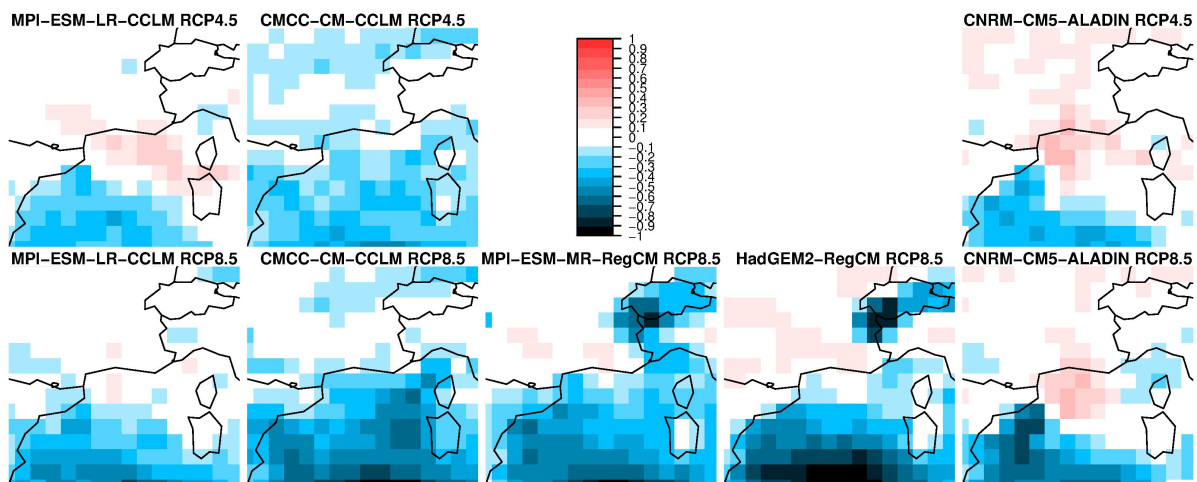 MPI−ESM−LR−CCLM RCP4.5
CMCC−CM−CCLM RCP4.5
CNRM−CM5−ALADIN RCP4.5
1
0.9
0.8
0.7
0.6
0.5
0.4
0.3
0.2
0.1
0
−0.1
−0.2
−0.3
−0.4
−0.5
−0.6
−0.7
−0.8
−0.9
−1
MPI−ESM−LR−CCLM RCP8.5
CMCC−CM−CCLM RCP8.5
MPI−ESM−MR−RegCM RCP8.5
HadGEM2−RegCM RCP8.5
CNRM−CM5−ALADIN RCP8.5